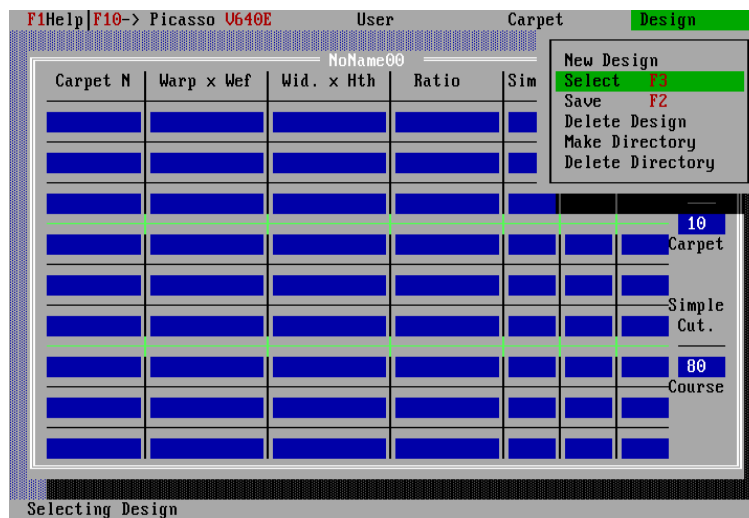 F1Help F10-> Picasso V640E User Carpet Design
NoName00
Carpet N Warp x Wef Wid. x Hth Ratio Sim
New Design
Select F3
Save F2
Delete Design
Make Directory
Delete Directory
10
Carpet
Simple
Cut.
80
Course
Selecting Design